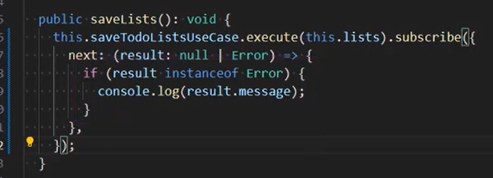 public saveLists(): void {
this.saveTodoListsUseCase.execute(this.lists).subscribe({
next: (result: null | Error) => {
if (result instanceof Error) {
console.log(result.message);
}
},
});
}